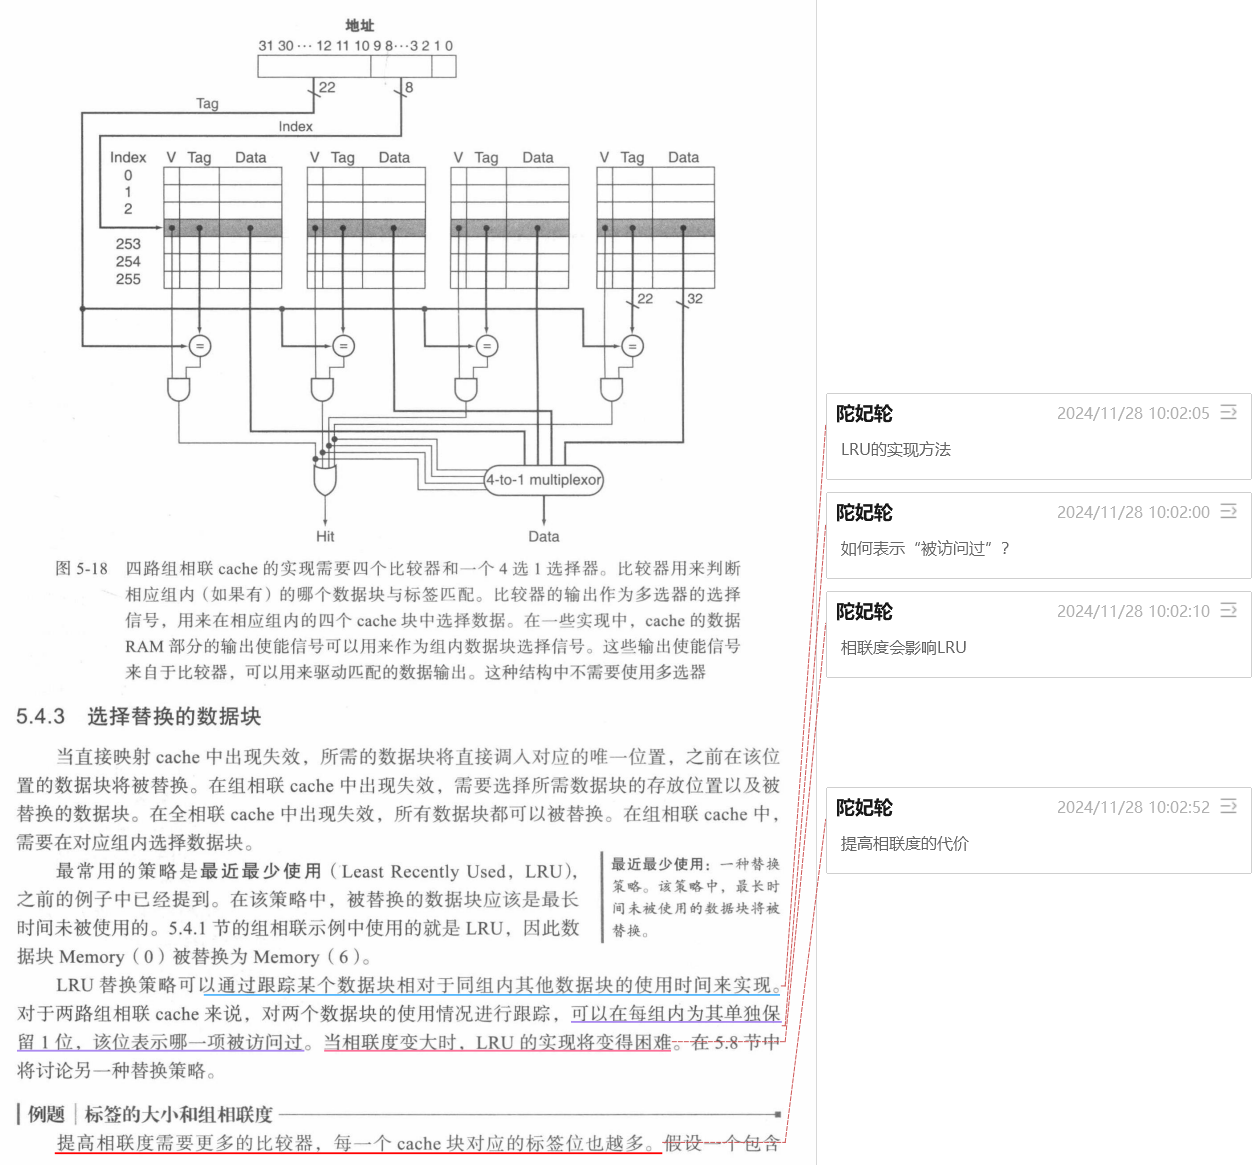 地址
31 30 ··· 12 11 10 9 8···3 2 1 0
22
8
Tag
Index
Index V Tag Data V Tag Data V Tag Data V Tag Data
0
1
2
253
254
255
22
32
=
=
=
=
4-to-1 multiplexor
Hit
Data
图 5-18 四路组相联 cache 的实现需要四个比较器和一个 4 选 1 选择器。比较器用来判断
相应组内（如果有）的哪个数据块与标签匹配。比较器的输出作为多选器的选择
信号，用来在相应组内的四个 cache 块中选择数据。在一些实现中，cache 的数据
RAM 部分的输出使能信号可以用来作为组内数据块选择信号。这些输出使能信号
来自于比较器，可以用来驱动匹配的数据输出。这种结构中不需要使用多选器
5.4.3 选择替换的数据块
当直接映射 cache 中出现失效，所需的数据块将直接调入对应的唯一位置，之前在该位
置的数据块将被替换。在组相联 cache 中出现失效，需要选择所需数据块的存放位置以及被
替换的数据块。在全相联 cache 中出现失效，所有数据块都可以被替换。在组相联 cache 中，
需要在对应组内选择数据块。
最常用的策略是最近最少使用（Least Recently Used，LRU），
之前的例子中已经提到。在该策略中，被替换的数据块应该是最长
时间未被使用的。5.4.1 节的组相联示例中使用的就是 LRU，因此数
据块 Memory（0）被替换为 Memory（6）。
最近最少使用：一种替换
策略。该策略中，最长时
间未被使用的数据块将被
替换。
LRU 替换策略可以通过跟踪某个数据块相对于同组内其他数据块的使用时间来实现。
对于两路组相联 cache 来说，对两个数据块的使用情况进行跟踪，可以在每组内为其单独保
留 1 位，该位表示哪一项被访问过。当相联度变大时，LRU 的实现将变得困难。在 5.8 节中
将讨论另一种替换策略。
例题 标签的大小和组相联度
提高相联度需要更多的比较器，每一个 cache 块对应的标签位也越多。假设一个包含
陀妃轮 2024/11/28 10:02:05
LRU的实现方法
陀妃轮 2024/11/28 10:02:00
如何表示“被访问过”？
陀妃轮 2024/11/28 10:02:10
相联度会影响LRU
陀妃轮 2024/11/28 10:02:52
提高相联度的代价